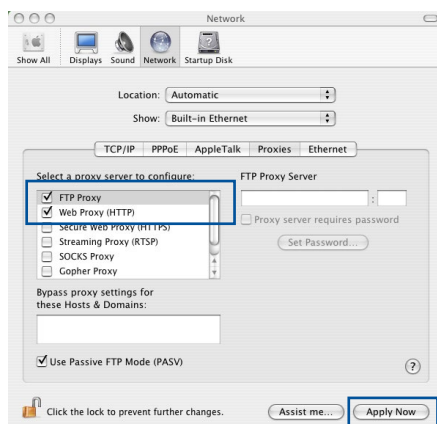 Network
Show All Displays Sound Network Startup Disk
Location: Automatic
Show: Built-in Ethernet
TCP/IP PPPoE AppleTalk Proxies Ethernet
Select a proxy server to configure: FTP Proxy Server
FTP Proxy
Web Proxy (HTTP)
:
Secure Web Proxy (HTTPS)
Proxy server requires password
Streaming Proxy (RTSP)
Set Password...
SOCKS Proxy
Gopher Proxy
Bypass proxy settings for
these Hosts & Domains:
Use Passive FTP Mode (PASV)
?
Click the lock to prevent further changes. Assist me... Apply Now